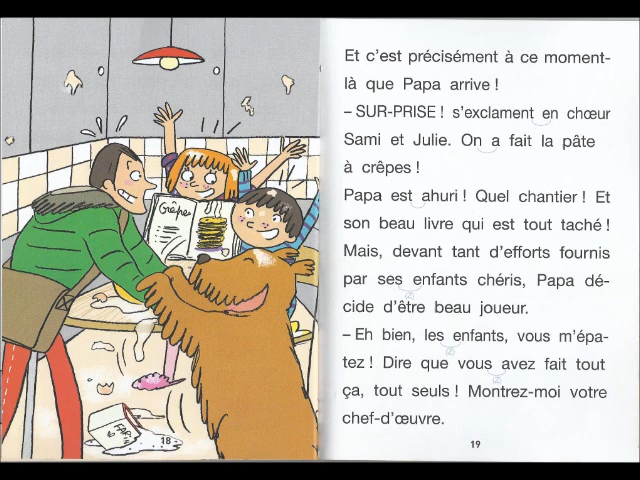 Crêpes
FARINE
18
Et c'est précisément à ce moment-
là que Papa arrive !
– SUR-PRISE ! s'exclament en chœur
Sami et Julie. On a fait la pâte
à crêpes !
Papa est ahuri ! Quel chantier ! Et
son beau livre qui est tout taché !
Mais, devant tant d'efforts fournis
par ses enfants chéris, Papa dé-
cide d'être beau joueur.
– Eh bien, les enfants, vous m'épa-
tez ! Dire que vous avez fait tout
ça, tout seuls ! Montrez-moi votre
chef-d'œuvre.
19